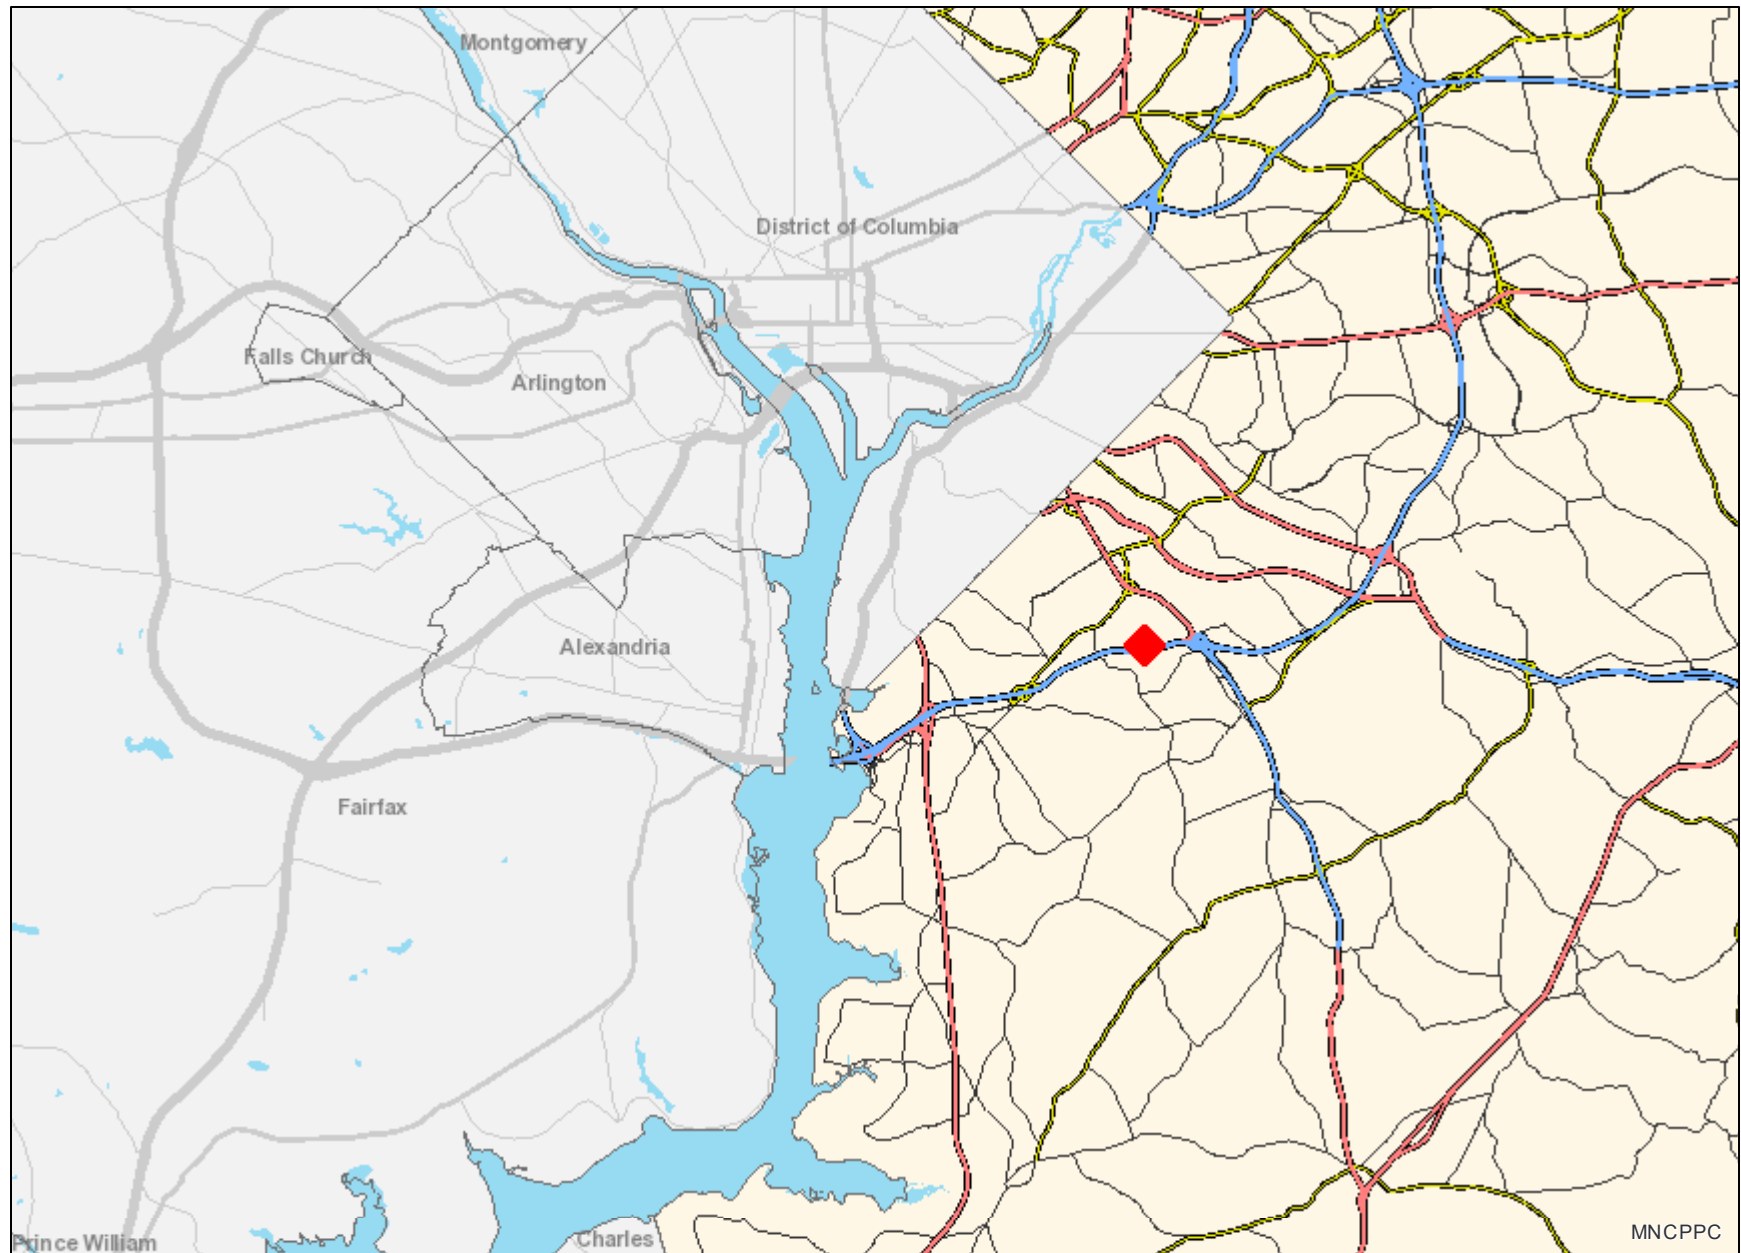 Montgomery
District of Columbia
Falls Church
Arlington
Alexandria
Fairfax
Prince William
Charles
MNCPPC